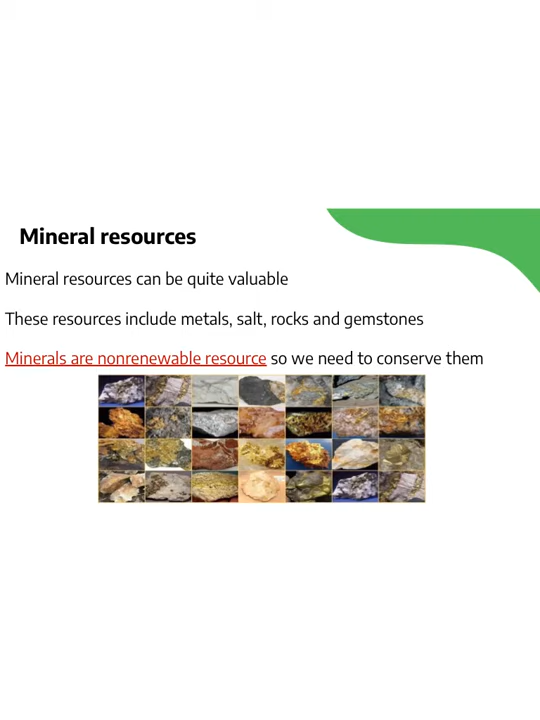 Mineral resources
Mineral resources can be quite valuable
These resources include metals, salt, rocks and gemstones
Minerals are nonrenewable resource so we need to conserve them